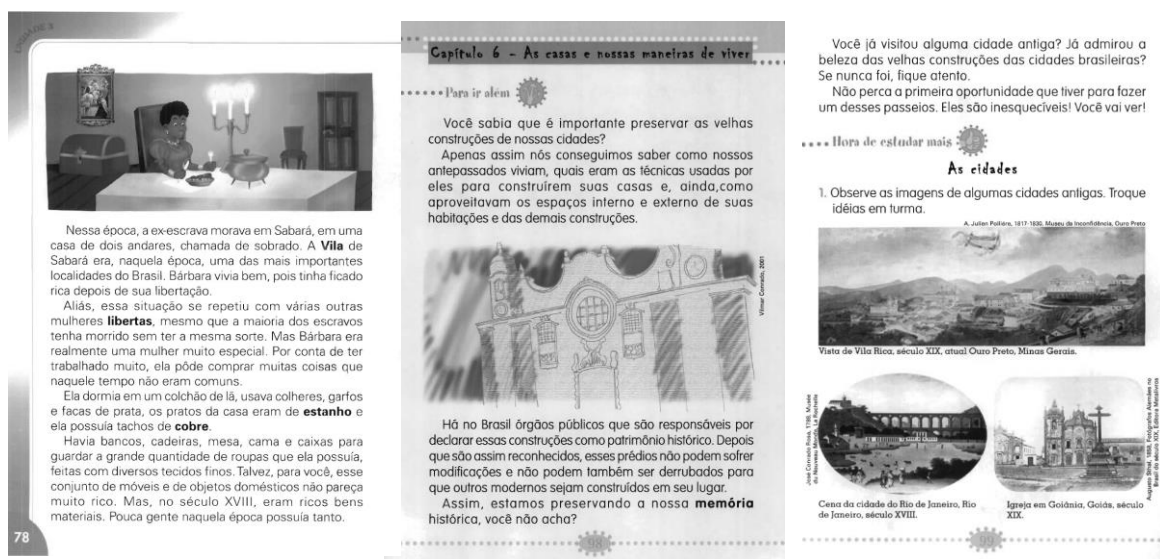 UNIDADE 3
Nessa época, a ex-escrava morava em Sabará, em uma
casa de dois andares, chamada de sobrado. A Vila de
Sabará era, naquela época, uma das mais importantes
localidades do Brasil. Bárbara vivia bem, pois tinha ficado
rica depois de sua libertação.
Aliás, essa situação se repetiu com várias outras
mulheres libertas, mesmo que a maioria dos escravos
tenha morrido sem ter a mesma sorte. Mas Bárbara era
realmente uma mulher muito especial. Por conta de ter
trabalhado muito, ela pôde comprar muitas coisas que
naquele tempo não eram comuns.
Ela dormia em um colchão de lã, usava colheres, garfos
e facas de prata, os pratos da casa eram de estanho e
ela possuía tachos de cobre.
Havia bancos, cadeiras, mesa, cama e caixas para
guardar a grande quantidade de roupas que ela possuía,
feitas com diversos tecidos finos. Talvez, para você, esse
conjunto de móveis e de objetos domésticos não pareça
muito rico. Mas, no século XVIII, eram ricos bens
materiais. Pouca gente naquela época possuía tanto.
78
Capítulo 6 - As casas e nossas maneiras de viver
Para ir além
Você sabia que é importante preservar as velhas
construções de nossas cidades?
Apenas assim nós conseguimos saber como nossos
antepassados viviam, quais eram as técnicas usadas por
eles para construírem suas casas e, ainda,como
aproveitavam os espaços interno e externo de suas
habitações e das demais construções.
Vilmar Conrado, 2001
Há no Brasil órgãos públicos que são responsáveis por
declarar essas construções como patrimônio histórico. Depois
que são assim reconhecidos, esses prédios não podem sofrer
modificações e não podem também ser derrubados para
que outros modernos sejam construídos em seu lugar.
Assim, estamos preservando a nossa memória
histórica, você não acha?
98
Você já visitou alguma cidade antiga? Já admirou a
beleza das velhas construções das cidades brasileiras?
Se nunca foi, fique atento.
Não perca a primeira oportunidade que tiver para fazer
um desses passeios. Eles são inesquecíveis! Você vai ver!
Hora de estudar mais
As cidades
1. Observe as imagens de algumas cidades antigas. Troque
idéias em turma.
A. Julien Pallière, 1817-1830, Museu da Inconfidência, Ouro Preto
Vista de Vila Rica, século XIX, atual Ouro Preto, Minas Gerais.
Cena da cidade do Rio de Janeiro, Rio
de Janeiro, século XVIII.
Igreja em Goiânia, Goiás, século
XIX.
99